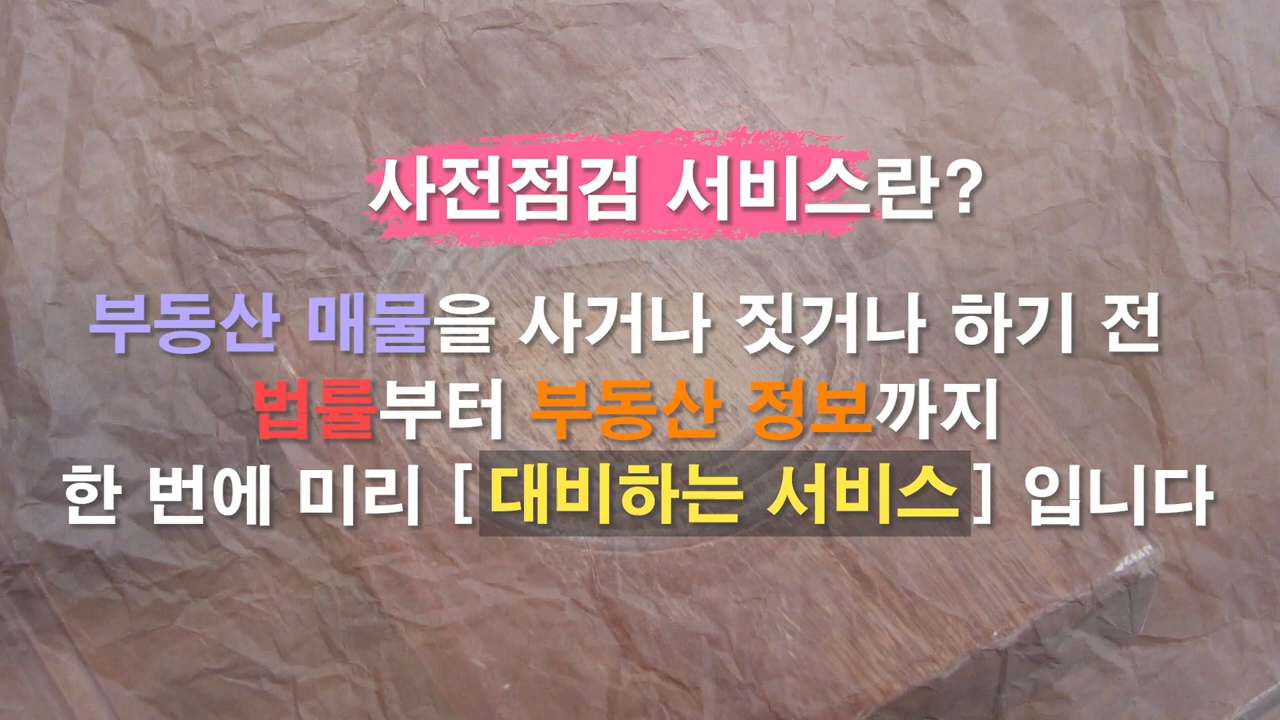 사전점검 서비스란?
부동산 매물을 사거나 짓거나 하기 전
법률부터 부동산 정보까지
한 번에 미리 [대비하는 서비스] 입니다